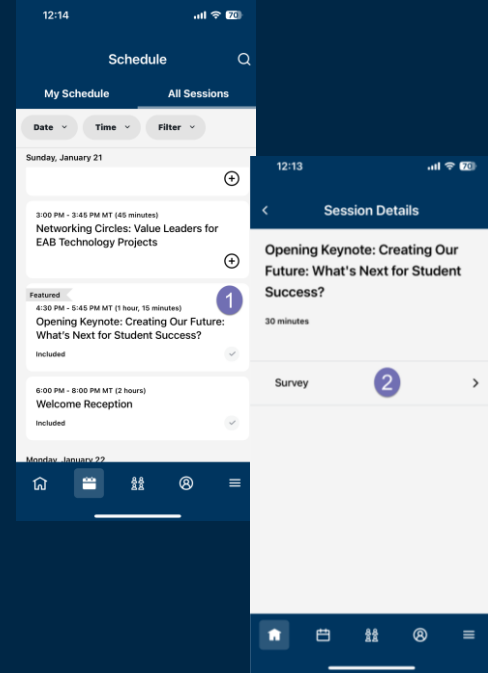 12:14
70
Schedule
My Schedule
All Sessions
Date
Time
Filter
Sunday, January 21
3:00 PM - 3:45 PM MT (45 minutes)
Networking Circles: Value Leaders for
EAB Technology Projects
Featured
1
4:30 PM - 5:45 PM MT (1 hour, 15 minutes)
Opening Keynote: Creating Our Future:
What's Next for Student Success?
Included
6:00 PM - 8:00 PM MT (2 hours)
Welcome Reception
Included
Monday, January 22
12:13
70
Session Details
Opening Keynote: Creating Our
Future: What's Next for Student
Success?
30 minutes
Survey
2